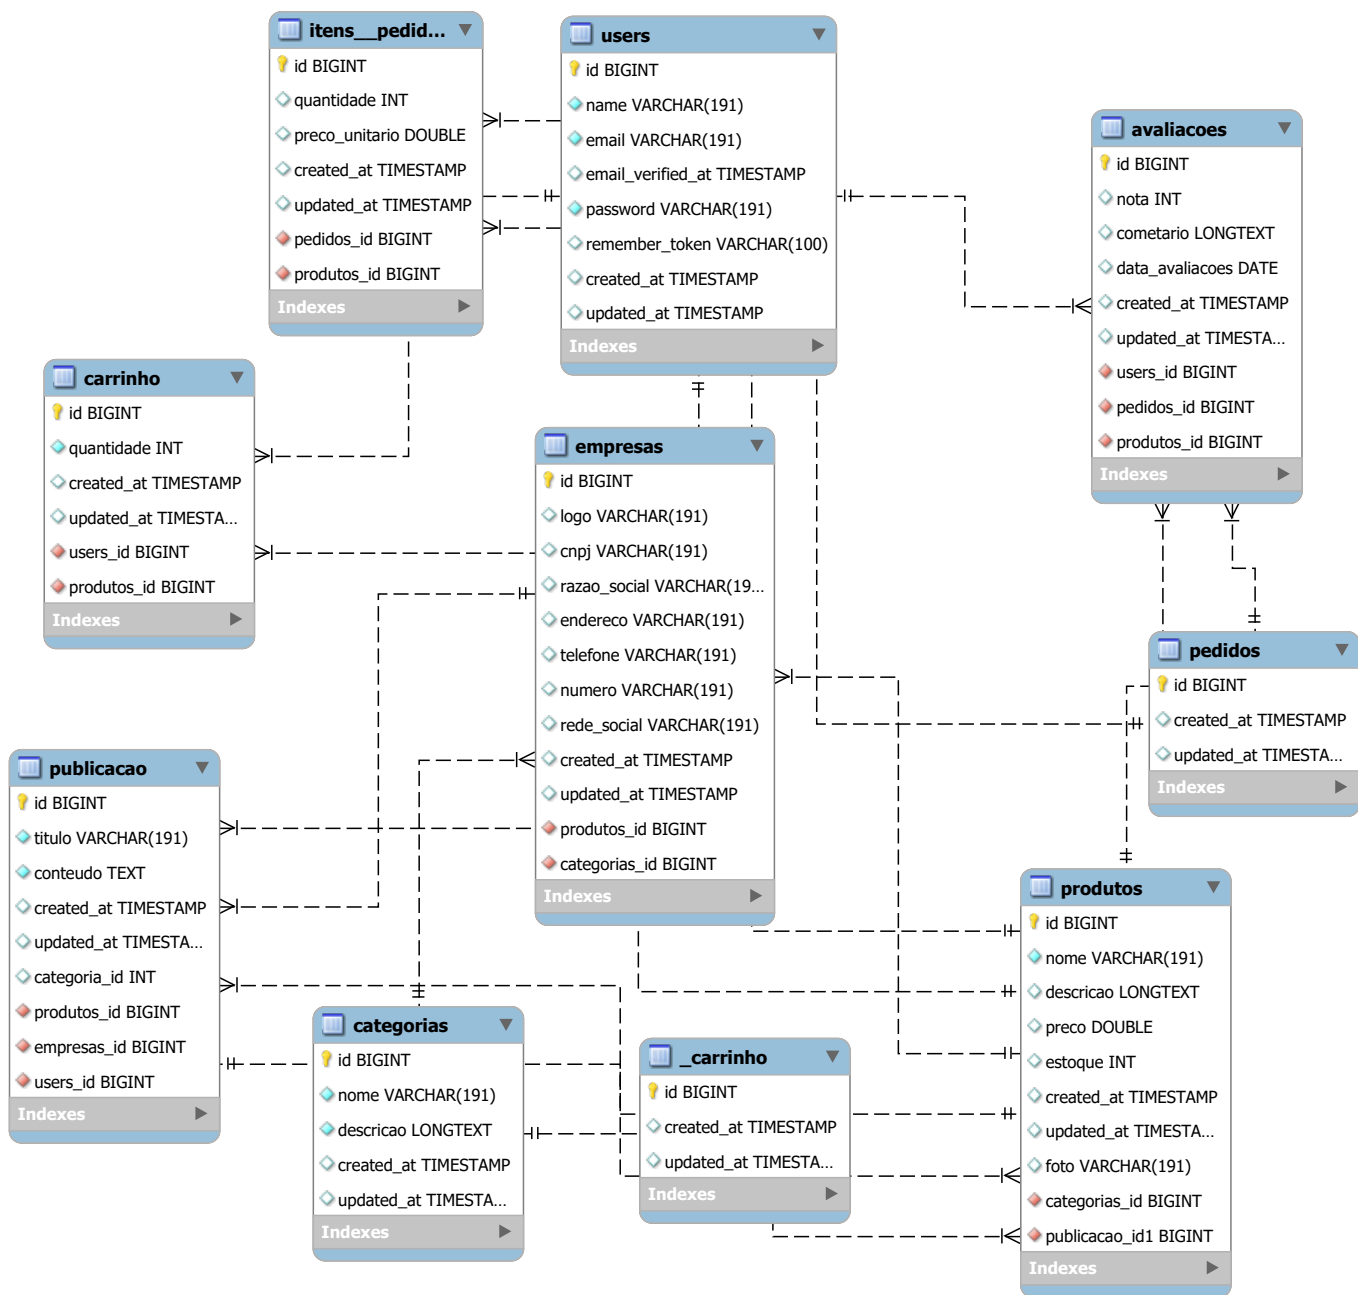 itens__pedid...
id BIGINT
quantidade INT
preco_unitario DOUBLE
created_at TIMESTAMP
updated_at TIMESTAMP
pedidos_id BIGINT
produtos_id BIGINT
Indexes
users
id BIGINT
name VARCHAR(191)
email VARCHAR(191)
email_verified_at TIMESTAMP
password VARCHAR(191)
remember_token VARCHAR(100)
created_at TIMESTAMP
updated_at TIMESTAMP
Indexes
avaliacoes
id BIGINT
nota INT
cometario LONGTEXT
data_avaliacoes DATE
created_at TIMESTAMP
updated_at TIMESTA...
users_id BIGINT
pedidos_id BIGINT
produtos_id BIGINT
Indexes
carrinho
id BIGINT
quantidade INT
created_at TIMESTAMP
updated_at TIMESTA...
users_id BIGINT
produtos_id BIGINT
Indexes
empresas
id BIGINT
logo VARCHAR(191)
cnpj VARCHAR(191)
razao_social VARCHAR(19...
endereco VARCHAR(191)
telefone VARCHAR(191)
numero VARCHAR(191)
rede_social VARCHAR(191)
created_at TIMESTAMP
updated_at TIMESTAMP
produtos_id BIGINT
categorias_id BIGINT
Indexes
pedidos
id BIGINT
created_at TIMESTAMP
updated_at TIMESTA...
Indexes
publicacao
id BIGINT
titulo VARCHAR(191)
conteudo TEXT
created_at TIMESTAMP
updated_at TIMESTA...
categoria_id INT
produtos_id BIGINT
empresas_id BIGINT
users_id BIGINT
Indexes
produtos
id BIGINT
nome VARCHAR(191)
descricao LONGTEXT
preco DOUBLE
estoque INT
created_at TIMESTAMP
updated_at TIMESTA...
foto VARCHAR(191)
categorias_id BIGINT
publicacao_id1 BIGINT
Indexes
categorias
id BIGINT
nome VARCHAR(191)
descricao LONGTEXT
created_at TIMESTAMP
updated_at TIMESTA...
Indexes
_carrinho
id BIGINT
created_at TIMESTAMP
updated_at TIMESTA...
Indexes